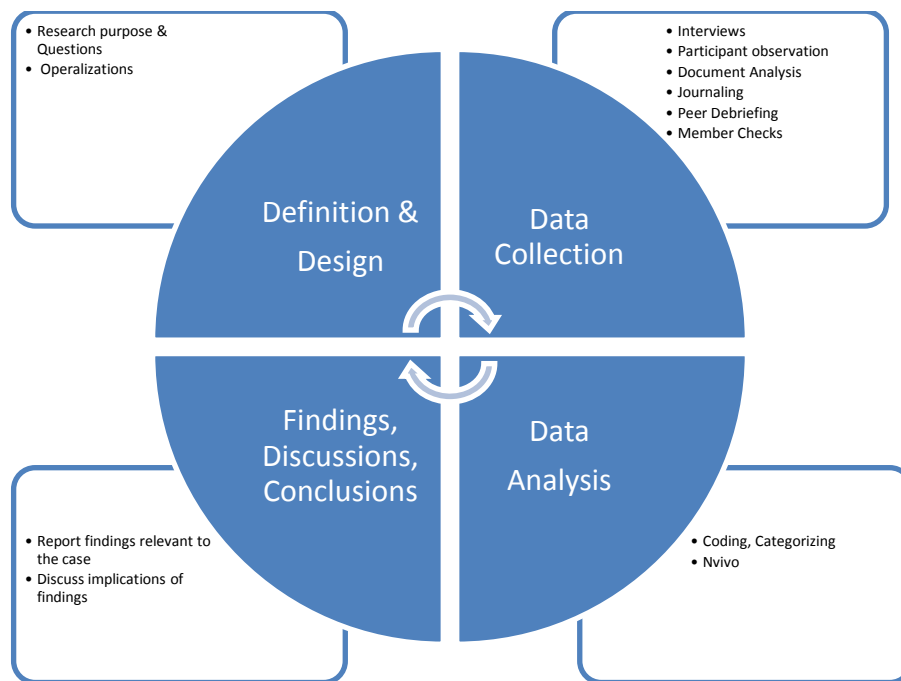 • Research purpose &
Questions
• Operalizations
• Interviews
• Participant observation
• Document Analysis
• Journaling
• Peer Debriefing
• Member Checks
Definition &
Design
Data
Collection
Findings,
Discussions,
Conclusions
Data
Analysis
• Report findings relevant to
the case
• Discuss implications of
findings
• Coding, Categorizing
• Nvivo